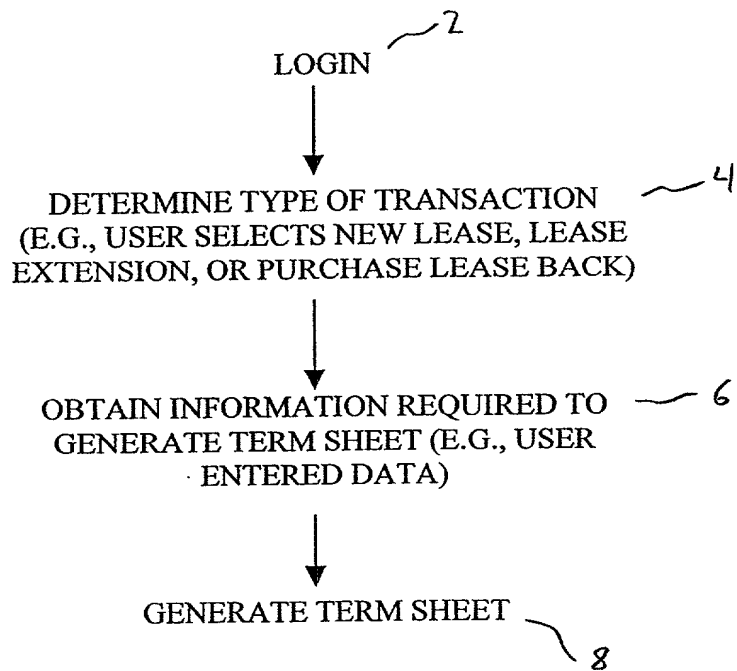 2
LOGIN
4
DETERMINE TYPE OF TRANSACTION
(E.G., USER SELECTS NEW LEASE, LEASE
EXTENSION, OR PURCHASE LEASE BACK)
6
OBTAIN INFORMATION REQUIRED TO
GENERATE TERM SHEET (E.G., USER
ENTERED DATA)
GENERATE TERM SHEET
8